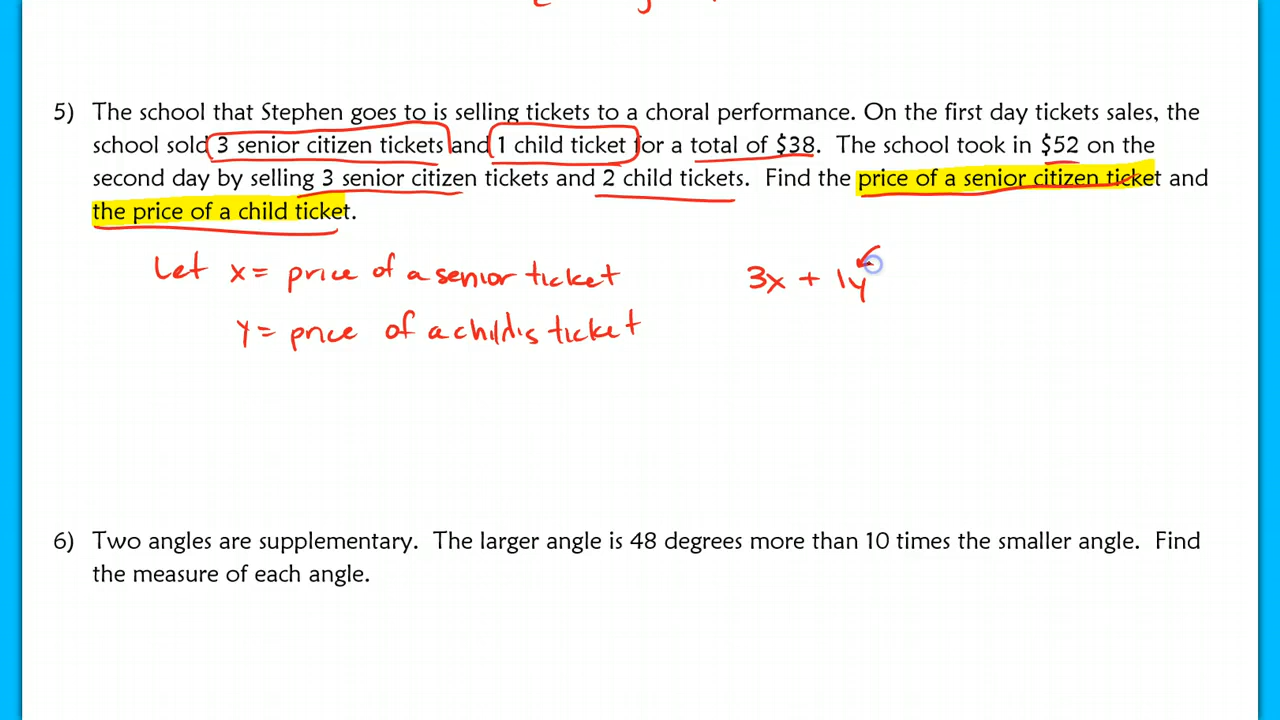 5) The school that Stephen goes to is selling tickets to a choral performance. On the first day tickets sales, the
school sold 3 senior citizen tickets and 1 child ticket for a total of $38. The school took in $52 on the
second day by selling 3 senior citizen tickets and 2 child tickets. Find the price of a senior citizen ticket and
the price of a child ticket.
Let x = price of a senior ticket
3x + 1y
y = price of a child's ticket
6) Two angles are supplementary. The larger angle is 48 degrees more than 10 times the smaller angle. Find
the measure of each angle.